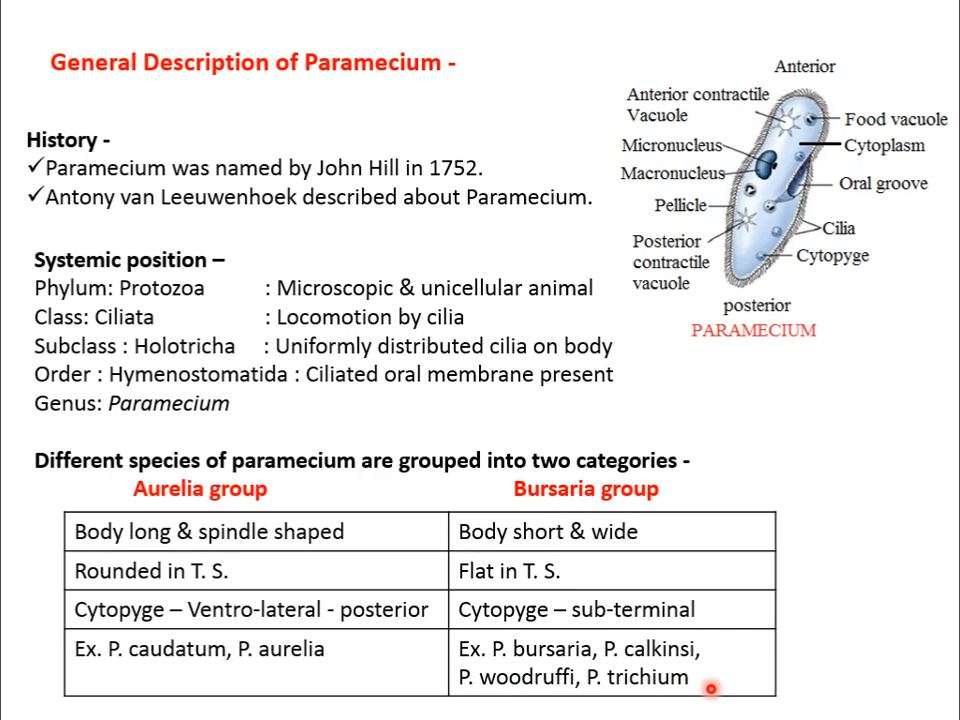 General Description of Paramecium -
History -
✓Paramecium was named by John Hill in 1752.
✓Antony van Leeuwenhoek described about Paramecium.
Systemic position –
Phylum: Protozoa : Microscopic & unicellular animal
Class: Ciliata : Locomotion by cilia
Subclass : Holotricha : Uniformly distributed cilia on body
Order : Hymenostomatida : Ciliated oral membrane present
Genus: Paramecium
Anterior
Anterior contractile
Vacuole
Micronucleus
Macronucleus
Pellicle
Posterior
contractile
vacuole
Food vacuole
Cytoplasm
Oral groove
Cilia
Cytopyge
posterior
PARAMECIUM
Different species of paramecium are grouped into two categories -
Aurelia group Bursaria group
Body long & spindle shaped Body short & wide
Rounded in T. S. Flat in T. S.
Cytopyge – Ventro-lateral - posterior Cytopyge – sub-terminal
Ex. P. caudatum, P. aurelia Ex. P. bursaria, P. calkinsi,
P. woodruffi, P. trichium